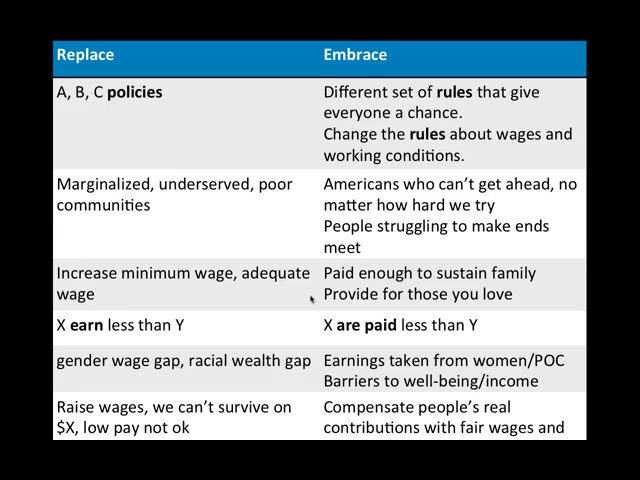 Replace
Embrace
A, B, C policies
Different set of rules that give
everyone a chance.
Change the rules about wages and
working conditions.
Marginalized, underserved, poor
communities
Americans who can't get ahead, no
matter how hard we try
People struggling to make ends
meet
Increase minimum wage, adequate
wage
Paid enough to sustain family
Provide for those you love
X earn less than Y
X are paid less than Y
gender wage gap, racial wealth gap
Earnings taken from women/POC
Barriers to well-being/income
Raise wages, we can't survive on
$X, low pay not ok
Compensate people's real
contributions with fair wages and